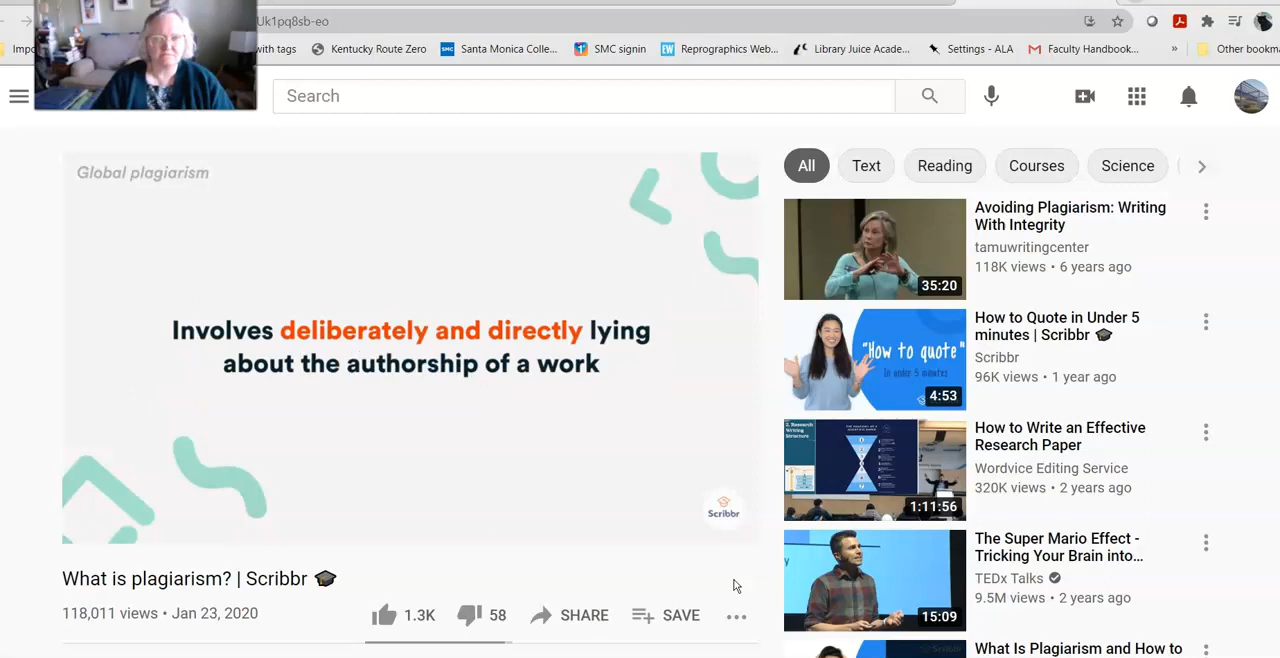 Uk1pq8sb-eo
Impo
with tags
Kentucky Route Zero
SMC
Santa Monica Colle...
SMC signin
EW
Reprographics Web...
Library Juice Acade...
Settings - ALA
Faculty Handbook...
»
Other bookm
Search
Global plagiarism
Involves deliberately and directly lying
about the authorship of a work
Scribbr
What is plagiarism? | Scribbr 🎓
118,011 views • Jan 23, 2020
1.3K
58
SHARE
SAVE
All
Text
Reading
Courses
Science
35:20
Avoiding Plagiarism: Writing
With Integrity
tamuwritingcenter
118K views • 6 years ago
"How to quote"
In under 5 minutes
4:53
How to Quote in Under 5
minutes | Scribbr 🎓
Scribbr
96K views • 1 year ago
2. Research
Writing
Structure
1:11:56
How to Write an Effective
Research Paper
Wordvice Editing Service
320K views • 2 years ago
15:09
The Super Mario Effect -
Tricking Your Brain into...
TEDx Talks
9.5M views • 2 years ago
What Is Plagiarism and How to